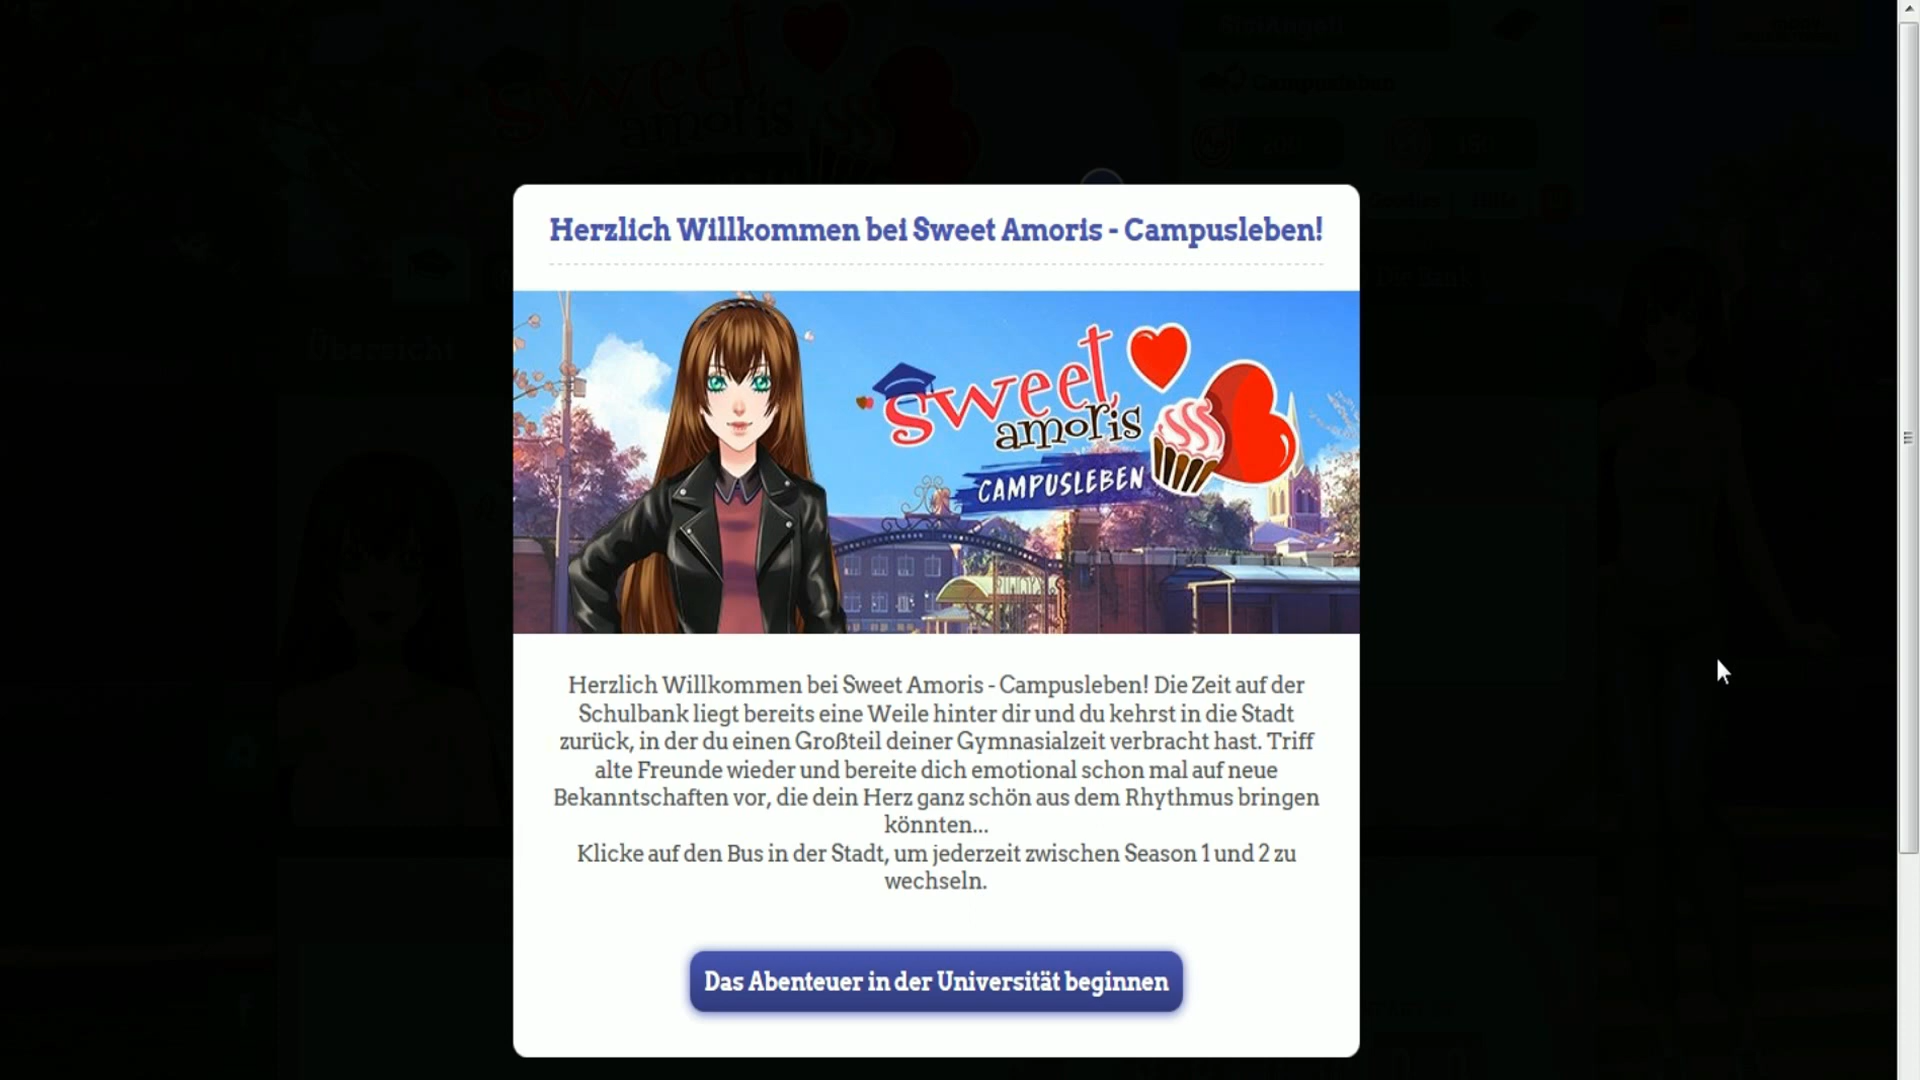 Campusleben
Die Bank
Übersicht
Herzlich Willkommen bei Sweet Amoris - Campusleben!
sweet
amoris
CAMPUSLEBEN
Herzlich Willkommen bei Sweet Amoris - Campusleben! Die Zeit auf der
Schulbank liegt bereits eine Weile hinter dir und du kehrst in die Stadt
zurück, in der du einen Großteil deiner Gymnasialzeit verbracht hast. Triff
alte Freunde wieder und bereite dich emotional schon mal auf neue
Bekanntschaften vor, die dein Herz ganz schön aus dem Rhythmus bringen
könnten...
Klicke auf den Bus in der Stadt, um jederzeit zwischen Season 1 und 2 zu
wechseln.
Das Abenteuer in der Universität beginnen